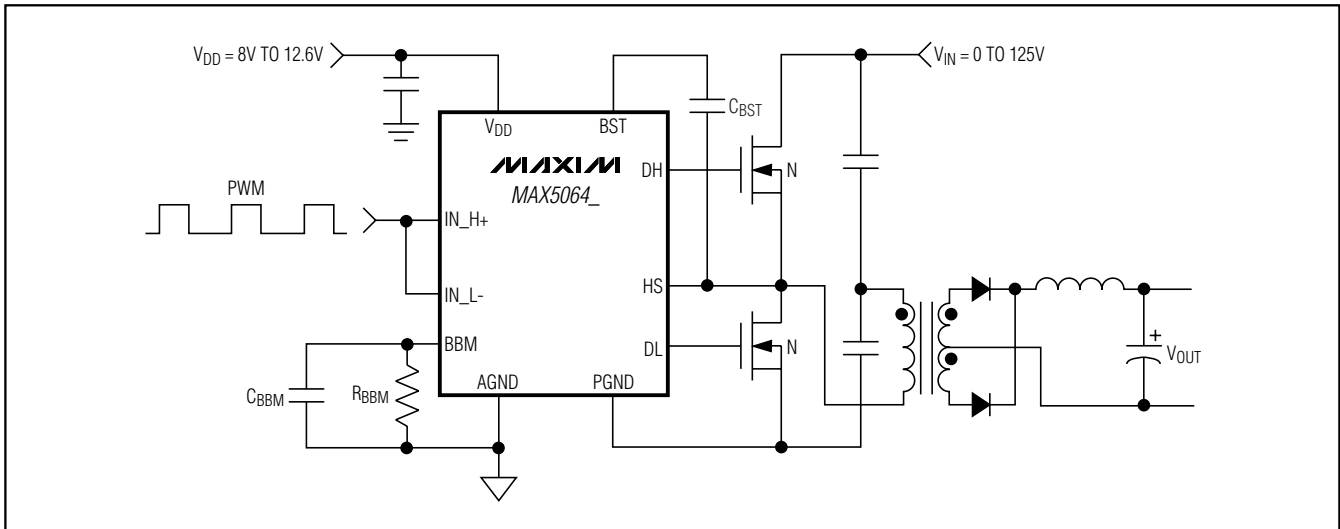 V_DD = 8V TO 12.6V
V_IN = 0 TO 125V
C_BST
V_DD
BST
MAXIM
MAX5064_
DH
N
PWM
IN_H+
IN_L-
HS
BBM
DL
N
V_OUT
+
C_BBM
R_BBM
AGND
PGND